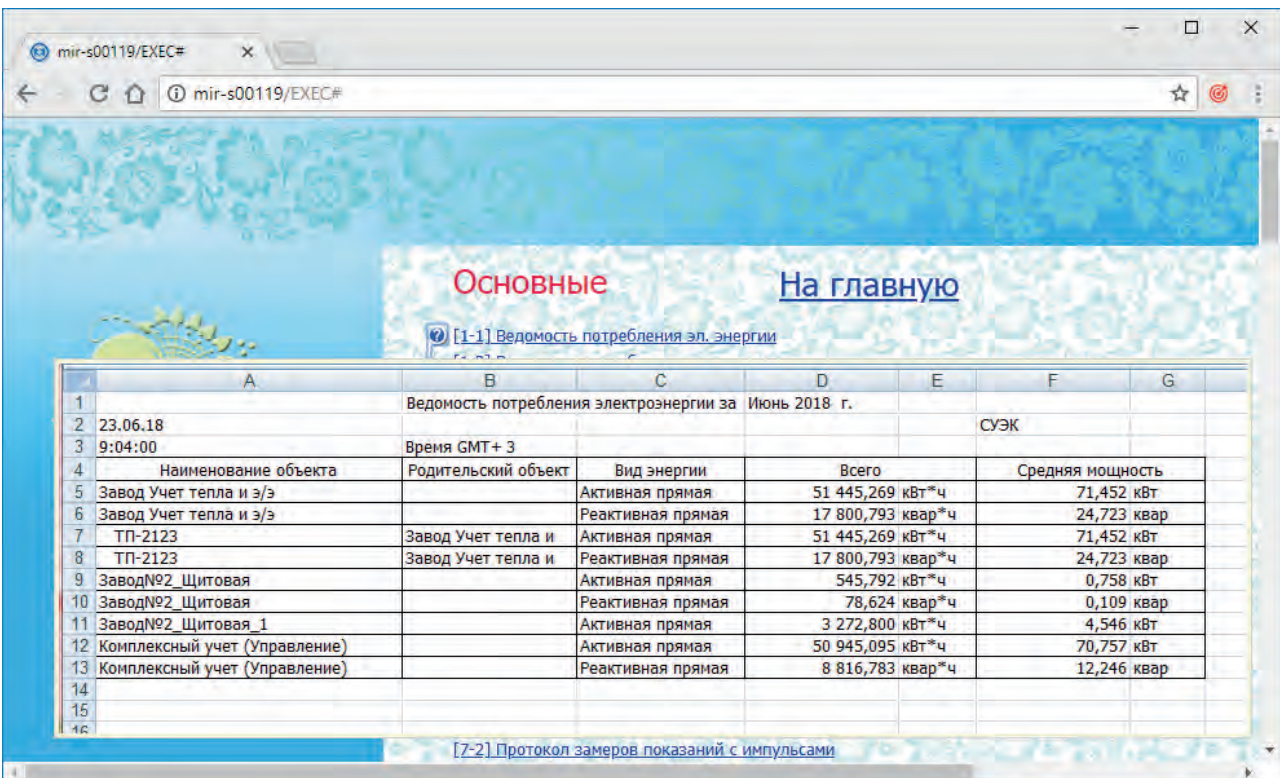 mir-s00119/EXEC#
mir-s00119/EXEC#
Основные На главную
[1-1] Ведомость потребления эл. энергии
A B C D E F G
1 Ведомость потребления электроэнергии за Июнь 2018 г.
2 23.06.18 СУЭК
3 9:04:00 Время GMT+ 3
4 Наименование объекта Родительский объект Вид энергии Всего Средняя мощность
5 Завод Учет тепла и э/э Активная прямая 51 445,269 кВт*ч 71,452 кВт
6 Завод Учет тепла и э/э Реактивная прямая 17 800,793 квар*ч 24,723 квар
7 ТП-2123 Завод Учет тепла и Активная прямая 51 445,269 кВт*ч 71,452 кВт
8 ТП-2123 Завод Учет тепла и Реактивная прямая 17 800,793 квар*ч 24,723 квар
9 Завод№2_Щитовая Активная прямая 545,792 кВт*ч 0,758 кВт
10 Завод№2_Щитовая Реактивная прямая 78,624 квар*ч 0,109 квар
11 Завод№2_Щитовая_1 Активная прямая 3 272,800 кВт*ч 4,546 кВт
12 Комплексный учет (Управление) Активная прямая 50 945,095 кВт*ч 70,757 кВт
13 Комплексный учет (Управление) Реактивная прямая 8 816,783 квар*ч 12,246 квар
14
15
16
[7-2] Протокол замеров показаний с импульсами